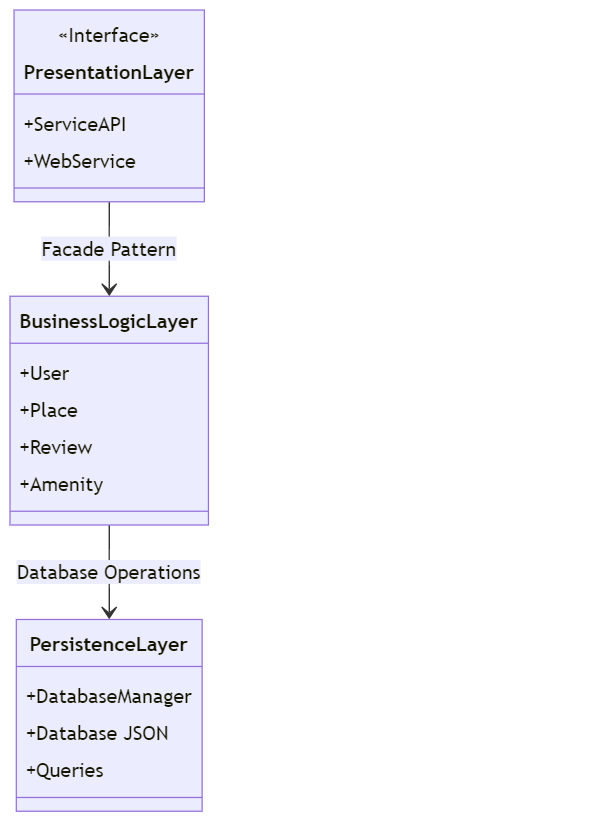 «Interface»
PresentationLayer
+ServiceAPI
+WebService
Facade Pattern
BusinessLogicLayer
+User
+Place
+Review
+Amenity
Database Operations
PersistenceLayer
+DatabaseManager
+Database JSON
+Queries